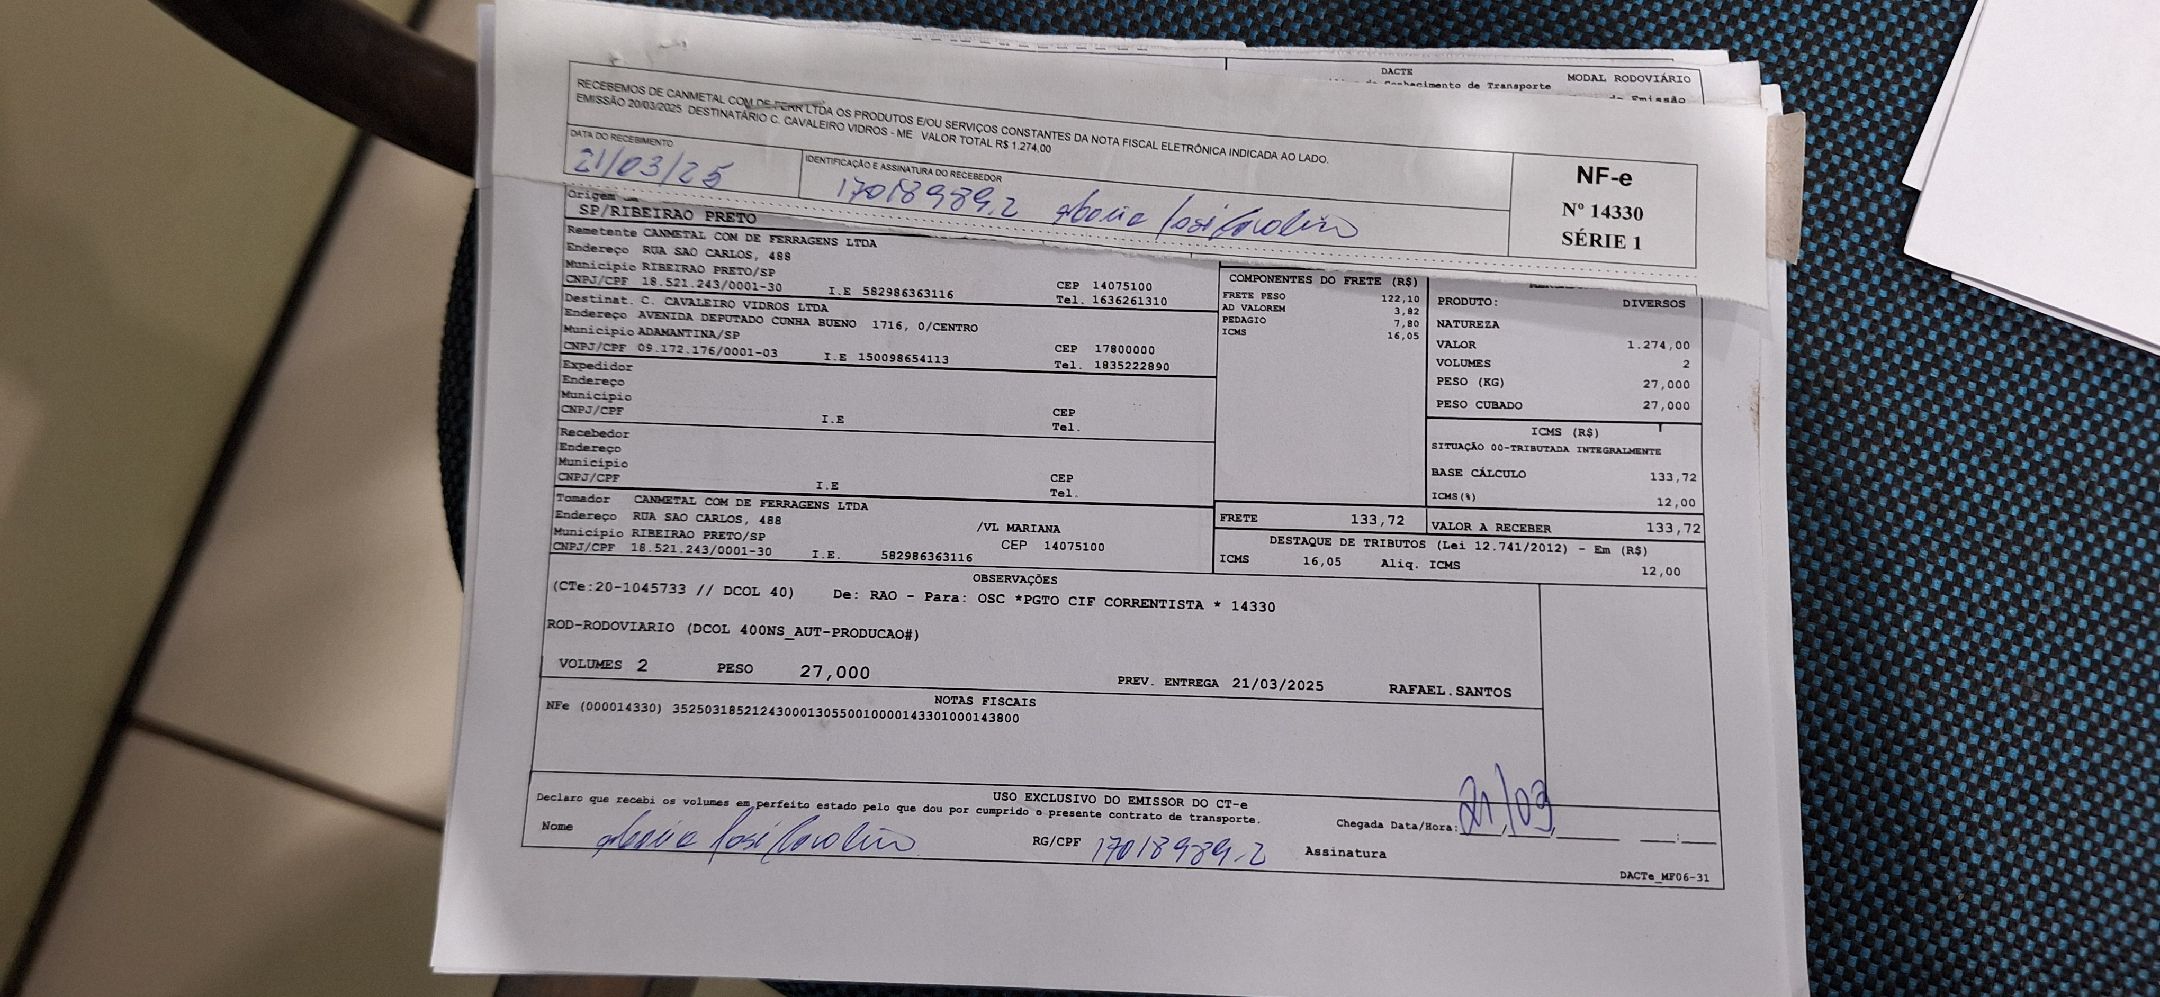 DACTE
Conhecimento de Transporte
MODAL RODOVIÁRIO
RECEBEMOS DE CANMETAL COM DE FERR LTDA OS PRODUTOS E/OU SERVIÇOS CONSTANTES DA NOTA FISCAL ELETRÔNICA INDICADA AO LADO.
EMISSÃO 20/03/2025 DESTINATÁRIO C. CAVALEIRO VIDROS - ME VALOR TOTAL R$ 1.274,00
DATA DO RECEBIMENTO
21/03/25
IDENTIFICAÇÃO E ASSINATURA DO RECEBEDOR
17018989.2
NF-e
Nº 14330
SÉRIE 1
Origem
SP/RIBEIRAO PRETO
Remetente CANMETAL COM DE FERRAGENS LTDA
Endereço RUA SAO CARLOS, 488
Município RIBEIRAO PRETO/SP CEP 14075100
CNPJ/CPF 18.521.243/0001-30 I.E 582986363116 Tel. 1636261310
Destinat. C. CAVALEIRO VIDROS LTDA
Endereço AVENIDA DEPUTADO CUNHA BUENO 1716, 0/CENTRO
Município ADAMANTINA/SP CEP 17800000
CNPJ/CPF 09.172.176/0001-03 I.E 150098654113 Tel. 1835222890
Expedidor
Endereço
Município CEP
CNPJ/CPF I.E Tel.
Recebedor
Endereço
Município CEP
CNPJ/CPF I.E Tel.
Tomador CANMETAL COM DE FERRAGENS LTDA
Endereço RUA SAO CARLOS, 488 /VL MARIANA
Município RIBEIRAO PRETO/SP CEP 14075100
CNPJ/CPF 18.521.243/0001-30 I.E. 582986363116
COMPONENTES DO FRETE (R$)
FRETE PESO 122,10
AD VALOREM 3,82
PEDAGIO 7,80
ICMS 16,05
FRETE 133,72
PRODUTO: DIVERSOS
NATUREZA
VALOR 1.274,00
VOLUMES 2
PESO (KG) 27,000
PESO CUBADO 27,000
ICMS (R$)
SITUAÇÃO 00-TRIBUTADA INTEGRALMENTE
BASE CÁLCULO 133,72
ICMS(%) 12,00
VALOR A RECEBER 133,72
DESTAQUE DE TRIBUTOS (Lei 12.741/2012) - Em (R$)
ICMS 16,05 Aliq. ICMS 12,00
OBSERVAÇÕES
(CTe:20-1045733 // DCOL 40) De: RAO - Para: OSC *PGTO CIF CORRENTISTA * 14330
ROD-RODOVIARIO (DCOL 400NS_AUT-PRODUCAO#)
VOLUMES 2 PESO 27,000 PREV. ENTREGA 21/03/2025 RAFAEL.SANTOS
NOTAS FISCAIS
NFe (000014330) 35250318521243000130550010000143301000143800
USO EXCLUSIVO DO EMISSOR DO CT-e
Declaro que recebi os volumes em perfeito estado pelo que dou por cumprido o presente contrato de transporte.
Chegada Data/Hora: 21/03
Nome RG/CPF 17018989-2 Assinatura
DACTe_MF06-31